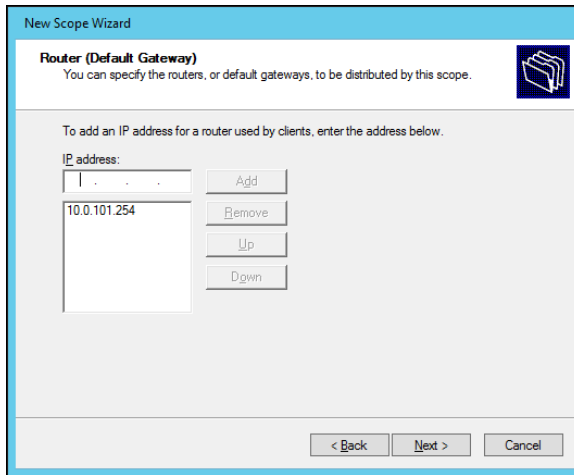 New Scope Wizard
Router (Default Gateway)
You can specify the routers, or default gateways, to be distributed by this scope.
To add an IP address for a router used by clients, enter the address below.
IP address:
. . .
Add
10.0.101.254
Remove
Up
Down
< Back
Next >
Cancel